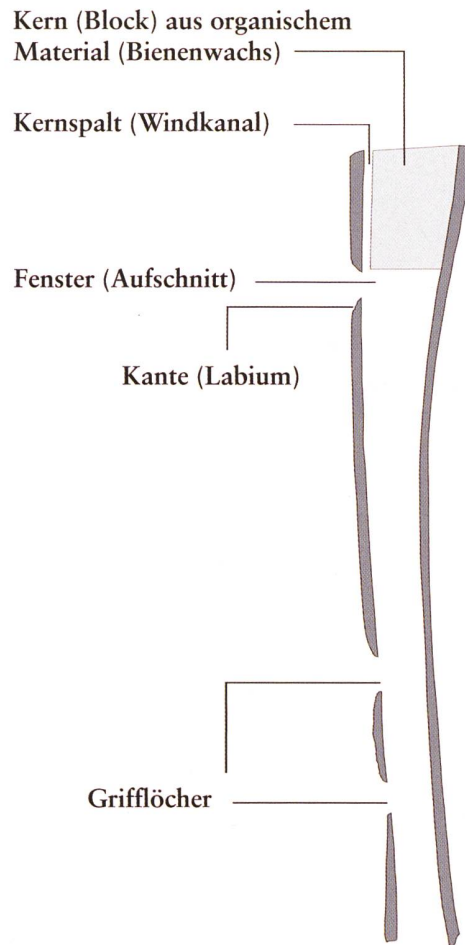 Kern (Block) aus organischem
Material (Bienenwachs)
Kernspalt (Windkanal)
Fenster (Aufschnitt)
Kante (Labium)
Grifflöcher